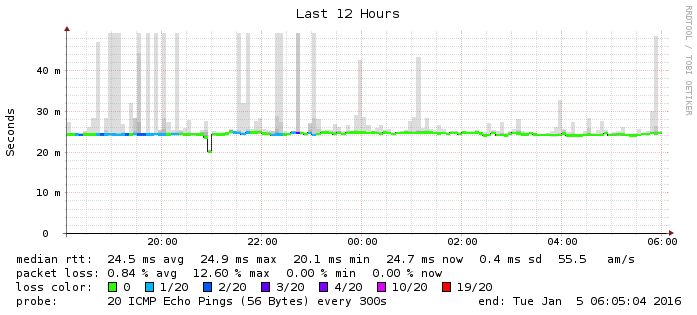 Last 12 Hours
RRDTOOL / TOBI OETIKER
Seconds
40 m
30 m
20 m
10 m
0
20:00 22:00 00:00 02:00 04:00 06:00
median rtt: 24.5 ms avg 24.9 ms max 20.1 ms min 24.7 ms now 0.4 ms sd 55.5 am/s
packet loss: 0.84 % avg 12.60 % max 0.00 % min 0.00 % now
loss color: 0 1/20 2/20 3/20 4/20 10/20 19/20
probe: 20 ICMP Echo Pings (56 Bytes) every 300s end: Tue Jan 5 06:05:04 2016